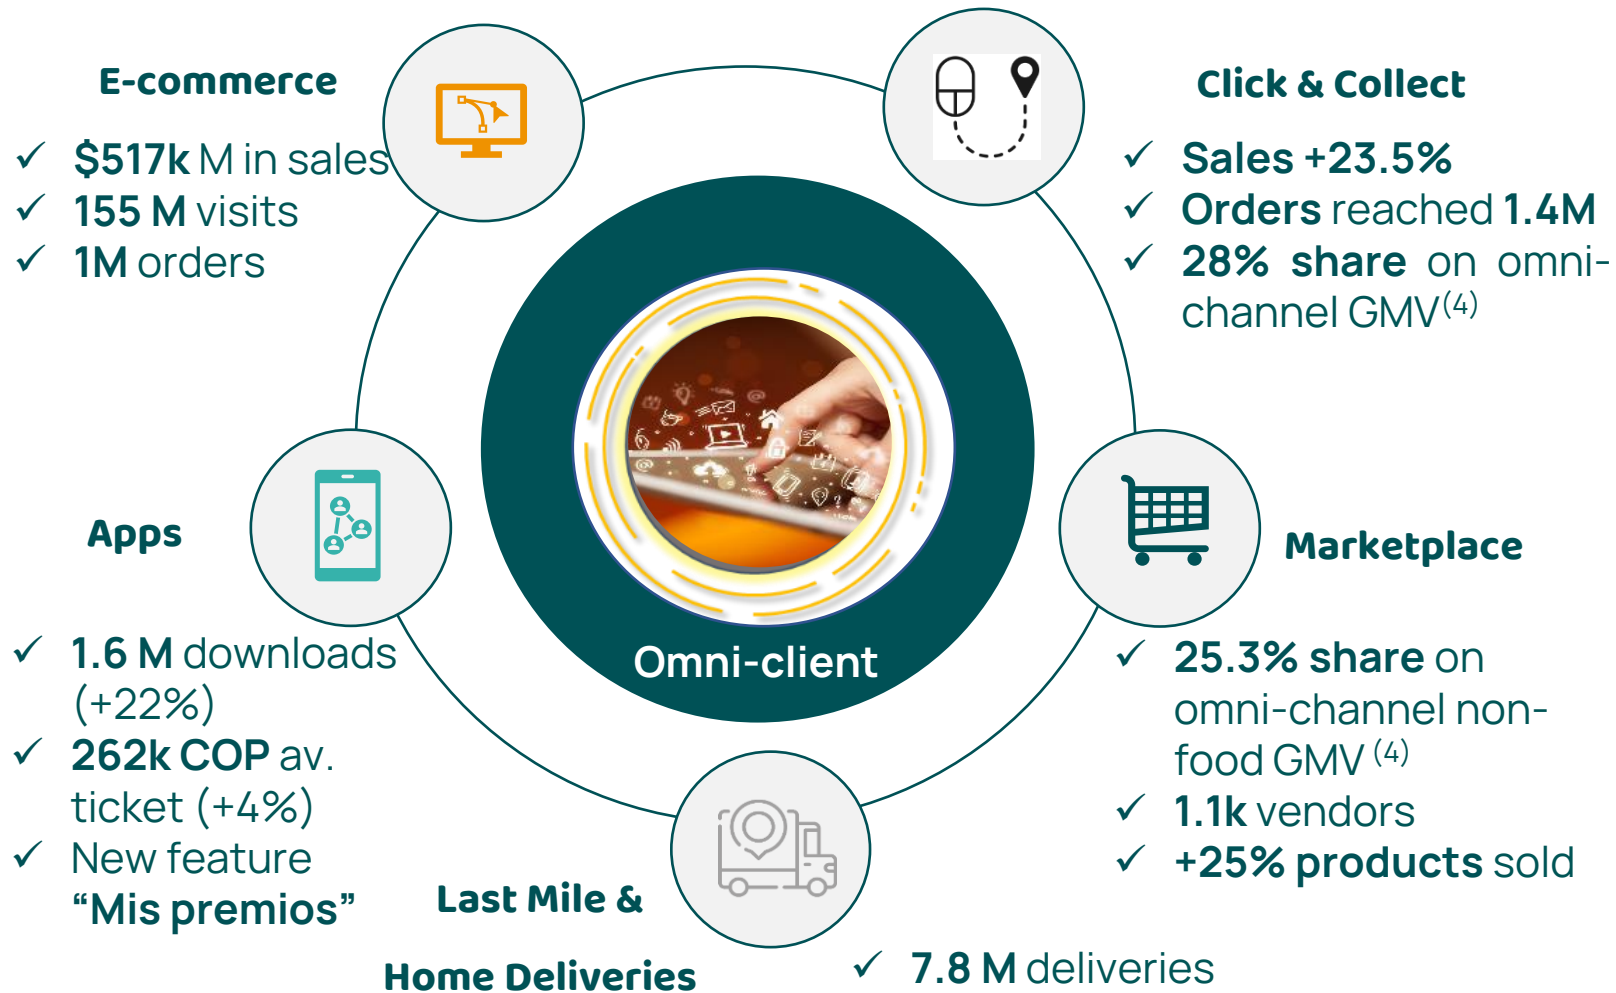 E-commerce
✓ $517k M in sales
✓ 155 M visits
✓ 1M orders
Click & Collect
✓ Sales +23.5%
✓ Orders reached 1.4M
✓ 28% share on omni-
channel GMV(4)
Apps
✓ 1.6 M downloads
(+22%)
✓ 262k COP av.
ticket (+4%)
✓ New feature
“Mis premios”
Omni-client
Marketplace
✓ 25.3% share on
omni-channel non-
food GMV (4)
✓ 1.1k vendors
✓ +25% products sold
Last Mile &
Home Deliveries
✓ 7.8 M deliveries